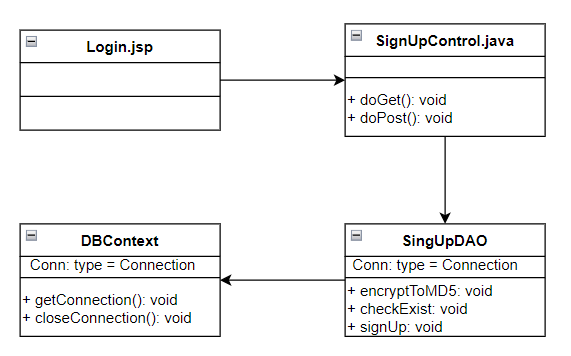 Login.jsp
SignUpControl.java
+ doGet(): void
+ doPost(): void
DBContext
Conn: type = Connection
+ getConnection(): void
+ closeConnection(): void
SingUpDAO
Conn: type = Connection
+ encryptToMD5: void
+ checkExist: void
+ signUp: void